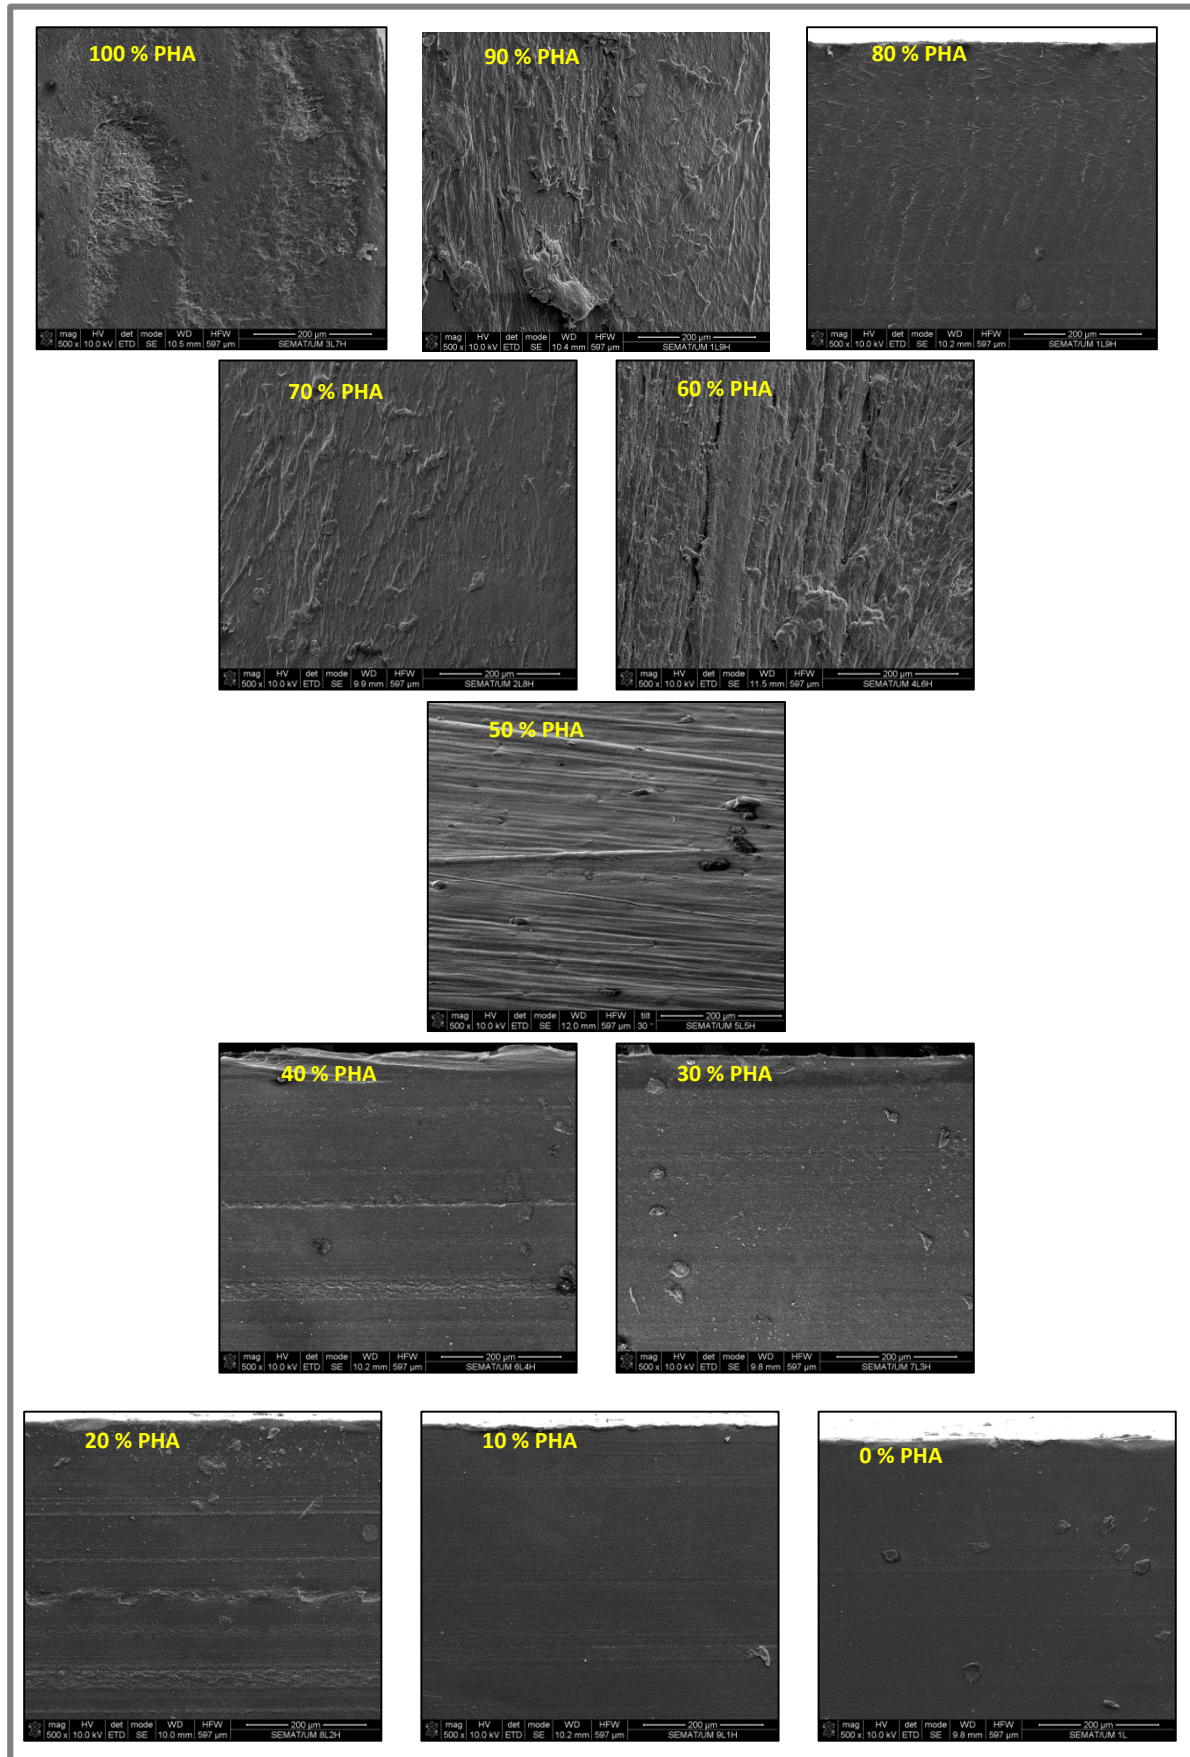 100 % PHA
mag HV det mode WD HFW 200 µm
500 x 10.0 kV ETD SE 10.5 mm 597 µm SEMAT/UM 3L7H
90 % PHA
mag HV det mode WD HFW 200 µm
500 x 10.0 kV ETD SE 10.4 mm 597 µm SEMAT/UM 1L9H
80 % PHA
mag HV det mode WD HFW 200 µm
500 x 10.0 kV ETD SE 10.2 mm 597 µm SEMAT/UM 1L9H
70 % PHA
mag HV det mode WD HFW 200 µm
500 x 10.0 kV ETD SE 9.9 mm 597 µm SEMAT/UM 2L8H
60 % PHA
mag HV det mode WD HFW 200 µm
500 x 10.0 kV ETD SE 11.5 mm 597 µm SEMAT/UM 4L6H
50 % PHA
mag HV det mode WD HFW tilt 200 µm
500 x 10.0 kV ETD SE 12.0 mm 597 µm 30 ° SEMAT/UM 5L5H
40 % PHA
mag HV det mode WD HFW 200 µm
500 x 10.0 kV ETD SE 10.2 mm 597 µm SEMAT/UM 6L4H
30 % PHA
mag HV det mode WD HFW 200 µm
500 x 10.0 kV ETD SE 9.8 mm 597 µm SEMAT/UM 7L3H
20 % PHA
mag HV det mode WD HFW 200 µm
500 x 10.0 kV ETD SE 10.0 mm 597 µm SEMAT/UM 8L2H
10 % PHA
mag HV det mode WD HFW 200 µm
500 x 10.0 kV ETD SE 10.2 mm 597 µm SEMAT/UM 9L1H
0 % PHA
mag HV det mode WD HFW 200 µm
500 x 10.0 kV ETD SE 9.8 mm 597 µm SEMAT/UM 1L